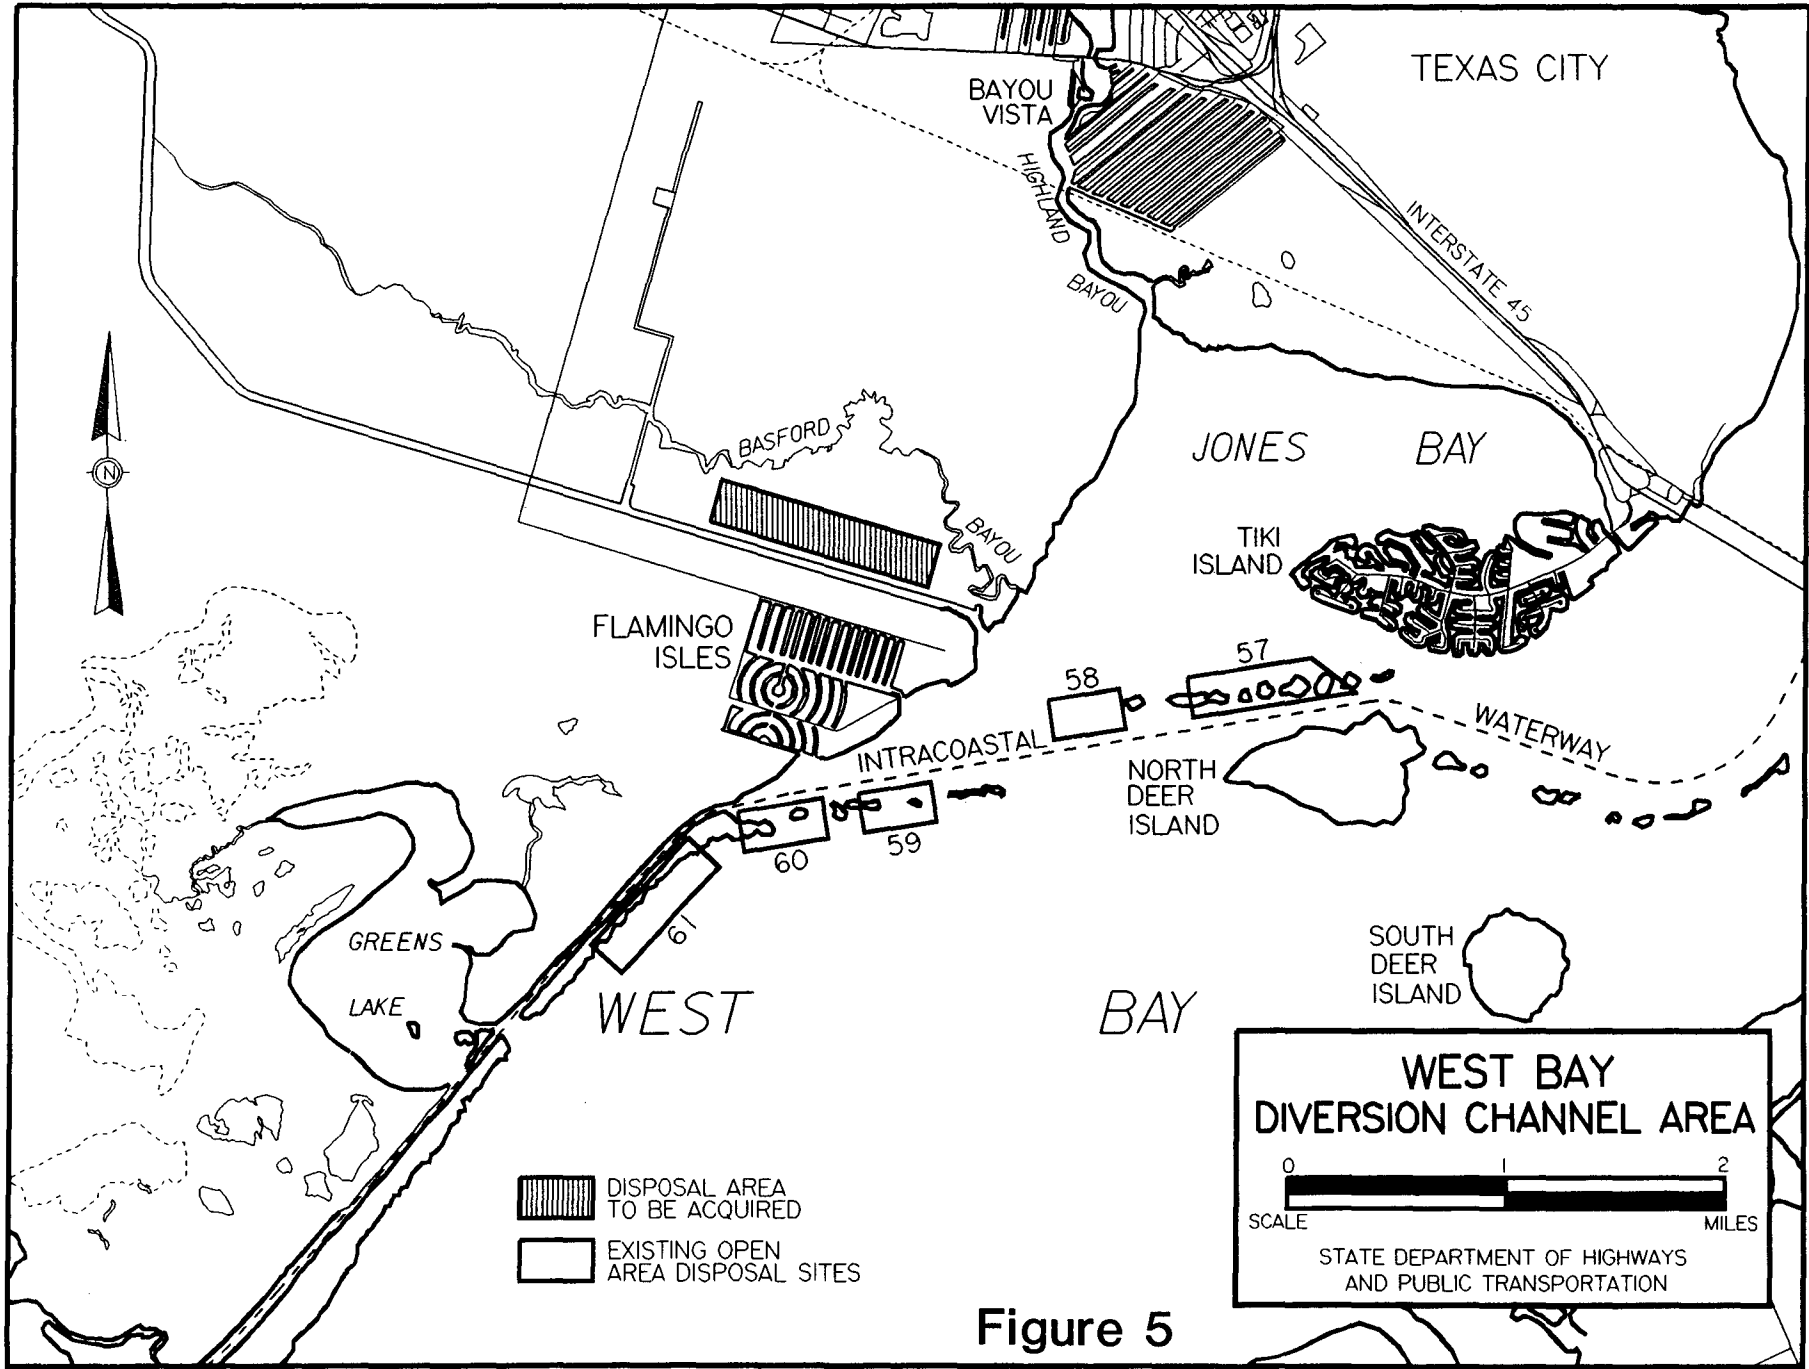 TEXAS CITY
BAYOU
VISTA
HIGHLAND
BAYOU
INTERSTATE 45
JONES BAY
BASFORD
BAYOU
TIKI
ISLAND
N
FLAMINGO
ISLES
58
57
INTRACOASTAL
WATERWAY
NORTH
DEER
ISLAND
60
59
61
GREENS
LAKE
SOUTH
DEER
ISLAND
WEST BAY
WEST BAY
DIVERSION CHANNEL AREA
0 1 2
SCALE MILES
STATE DEPARTMENT OF HIGHWAYS
AND PUBLIC TRANSPORTATION
DISPOSAL AREA
TO BE ACQUIRED
EXISTING OPEN
AREA DISPOSAL SITES
Figure 5